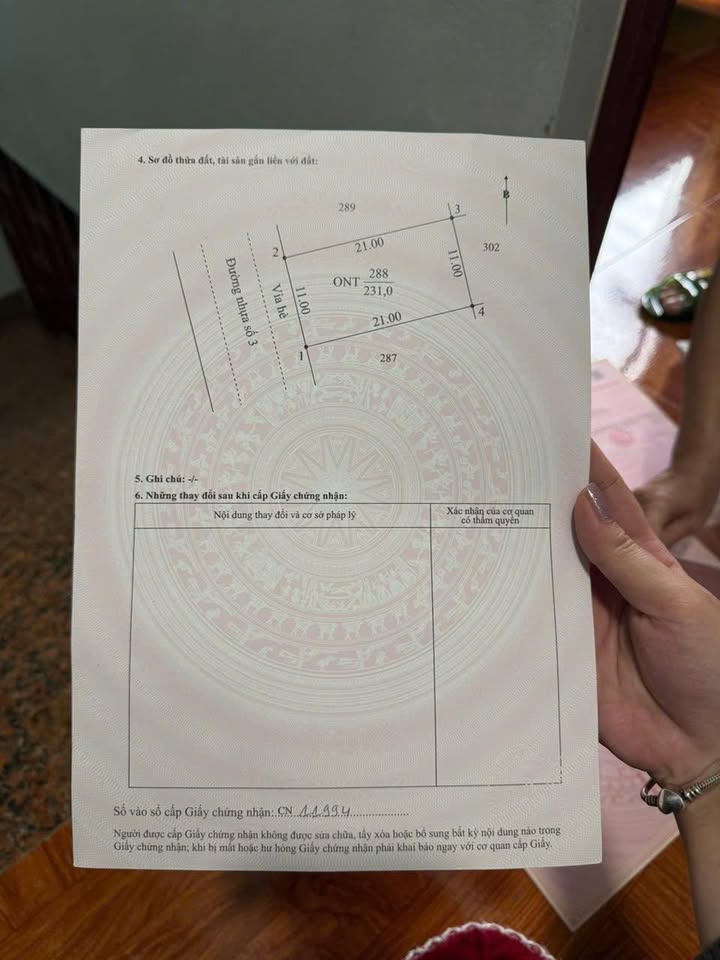 4. Sơ đồ thửa đất, tài sản gắn liền với đất:
B
289
3
2
21.00
302
Đường nhựa số 3
Vỉa hè
11.00
ONT 288
231,0
11.00
21.00
4
1
287
5. Ghi chú: -/-
6. Những thay đổi sau khi cấp Giấy chứng nhận:
Nội dung thay đổi và cơ sở pháp lý
Xác nhận của cơ quan
có thẩm quyền
Số vào sổ cấp Giấy chứng nhận: CN 11994
Người được cấp Giấy chứng nhận không được sửa chữa, tẩy xóa hoặc bổ sung bất kỳ nội dung nào trong
Giấy chứng nhận; khi bị mất hoặc hư hỏng Giấy chứng nhận phải khai báo ngay với cơ quan cấp Giấy.